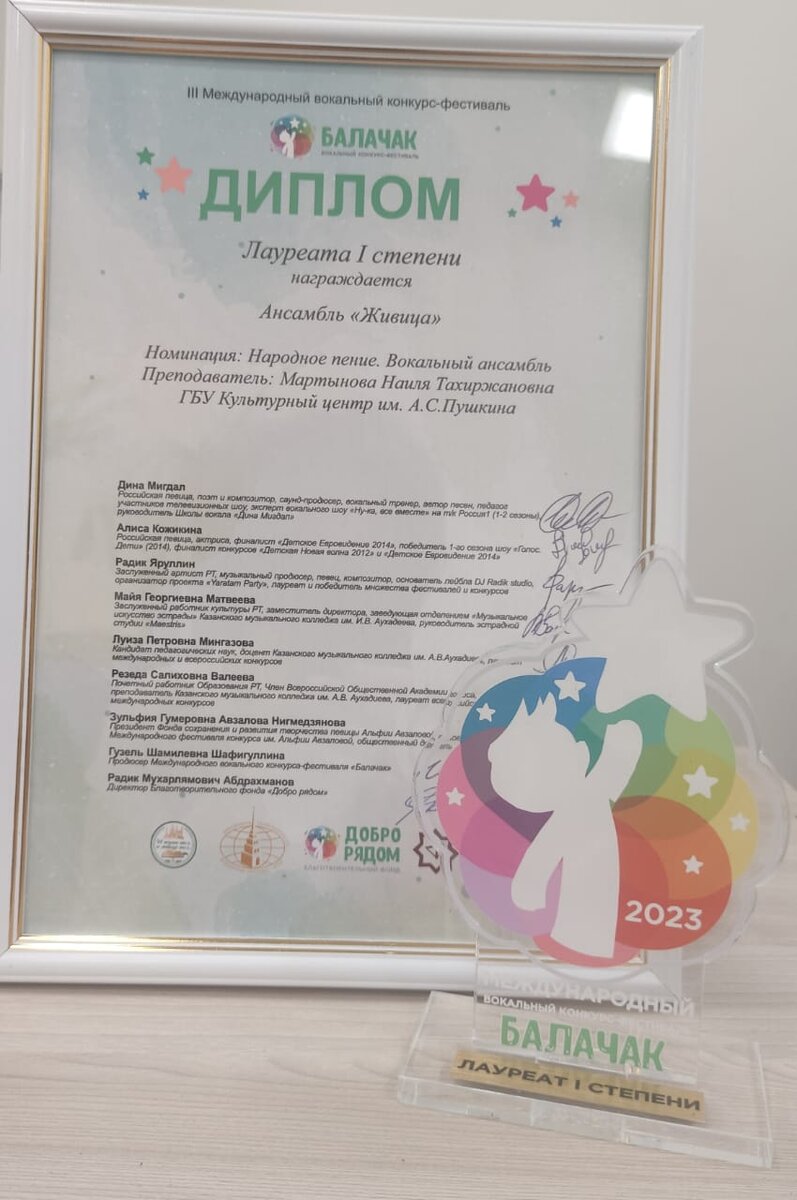 III Международный вокальный конкурс-фестиваль
БАЛАЧАК
ВОКАЛЬНЫЙ КОНКУРС-ФЕСТИВАЛЬ
ДИПЛОМ
Лауреата I степени
награждается
Ансамбль «Живица»
Номинация: Народное пение. Вокальный ансамбль
Преподаватель: Мартынова Наиля Тахиржановна
ГБУ Культурный центр им. А.С.Пушкина
Дина Мигдал
Российская певица, поэт и композитор, саунд-продюсер, вокальный тренер, автор песен, педагог
участников телевизионных шоу, эксперт вокального шоу «Ну-ка, все вместе» на т/к Россия1 (1-2 сезоны),
руководитель Школы вокала «Дина Мигдал»
Алиса Кожикина
Российская певица, актриса, финалист «Детское Евровидение 2014», победитель 1-го сезона шоу «Голос.
Дети» (2014), финалист конкурсов «Детская Новая волна 2012» и «Детское Евровидение 2014»
Радик Яруллин
Заслуженный артист РТ, музыкальный продюсер, певец, композитор, основатель лейбла DJ Radik studio,
организатор проекта «Yaratam Party», лауреат и победитель множества фестивалей и конкурсов
Майя Георгиевна Матвеева
Заслуженный работник культуры РТ, заместитель директора, заведующая отделением «Музыкальное
искусство эстрады» Казанского музыкального колледжа им. И.В. Аухадеева, руководитель эстрадной
студии «Maestris»
Луиза Петровна Мингазова
Кандидат педагогических наук, доцент Казанского музыкального колледжа им. А.В.Аухадиева,
международных и всероссийских конкурсов
Резеда Салиховна Валеева
Почетный работник Образования РТ, Член Всероссийской Общественной Академии
преподаватель Казанского музыкального колледжа им. А.В. Аухадиева, лауреат
международных конкурсов
Зульфия Гумеровна Авзалова Нигмедзянова
Президент Фонда сохранения и развития творчества певицы Альфии Авзаловой,
Международного фестиваля конкурса им. Альфии Авзаловой, общественный
Гузель Шамилевна Шафигуллина
Продюсер Международного вокального конкурса-фестиваля «Балачак»
Радик Мухарлямович Абдрахманов
Директор Благотворительного фонда «Добро рядом»
ДОБРО
РЯДОМ
БЛАГОТВОРИТЕЛЬНЫЙ ФОНД
2023
МЕЖДУНАРОДНЫЙ
ВОКАЛЬНЫЙ КОНКУРС-ФЕСТИВАЛЬ
БАЛАЧАК
ЛАУРЕАТ I СТЕПЕНИ